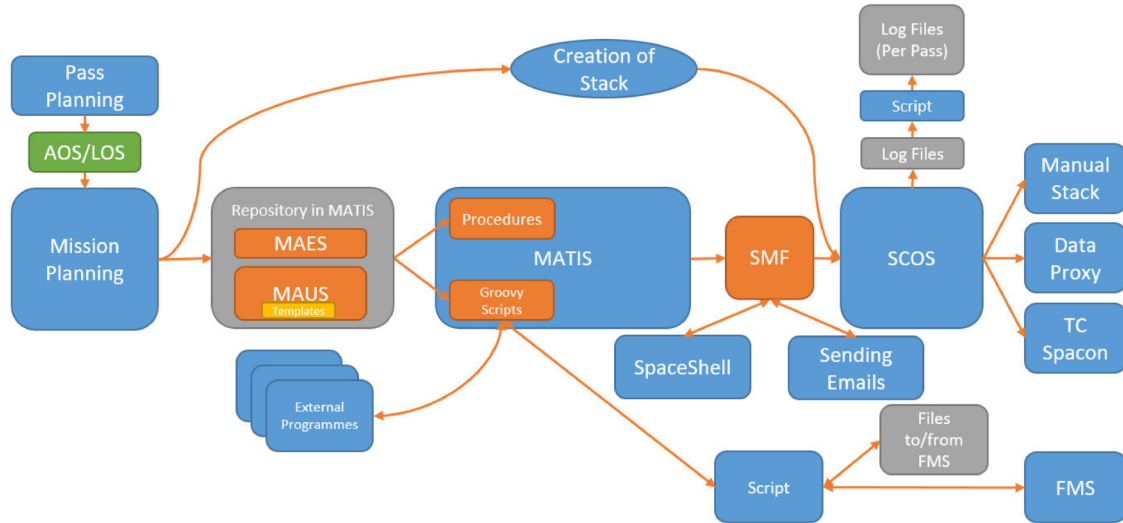 Pass
Planning
AOS/LOS
Mission
Planning
Creation of
Stack
Repository in MATIS
MAES
MAUS
Templates
External
Programmes
Procedures
MATIS
Groovy
Scripts
SMF
SpaceShell
Sending
Emails
Log Files
(Per Pass)
Script
Log Files
SCOS
Manual
Stack
Data
Proxy
TC
Spacon
Script
Files
to/from
FMS
FMS